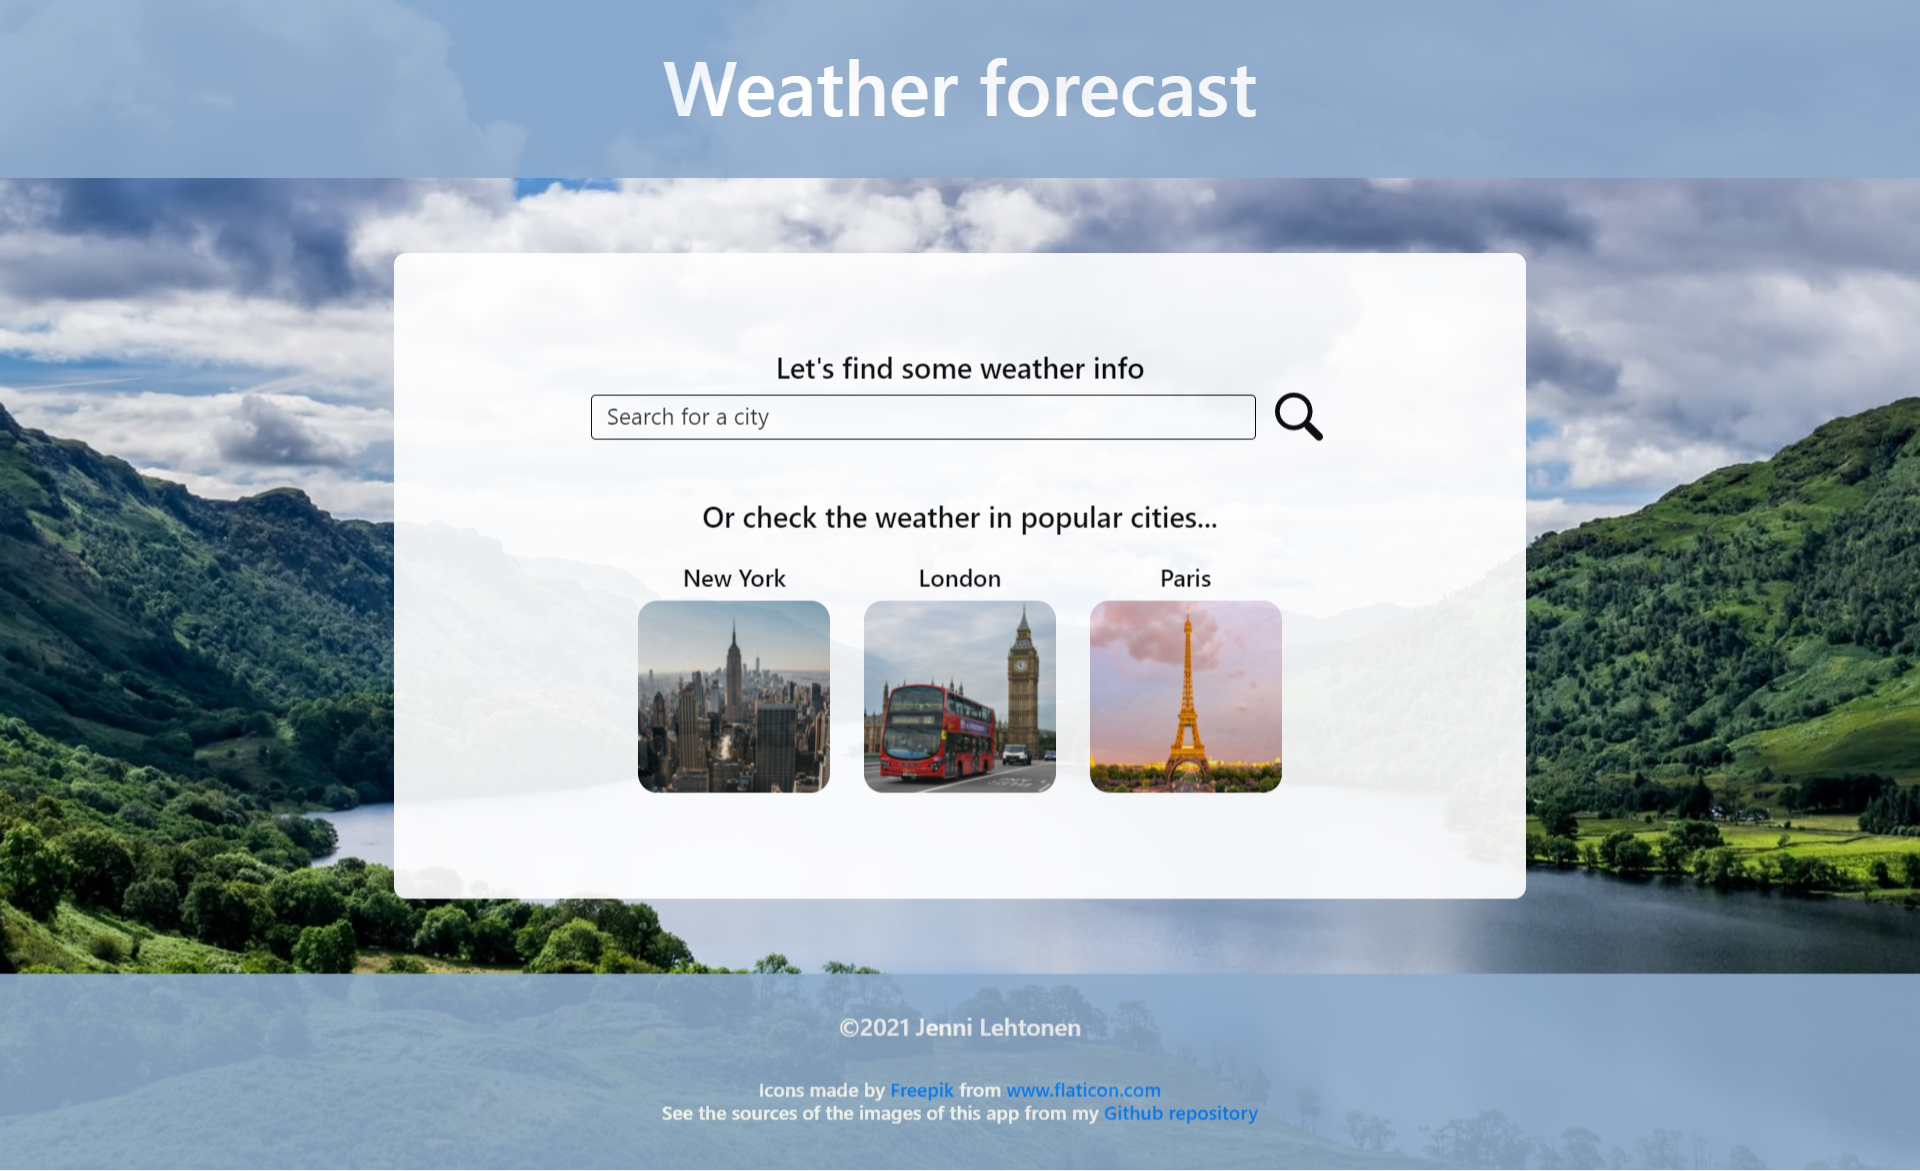 Weather forecast
Let's find some weather info
Search for a city
Or check the weather in popular cities...
New York
London
Paris
©2021 Jenni Lehtonen
Icons made by Freepik from www.flaticon.com
See the sources of the images of this app from my Github repository